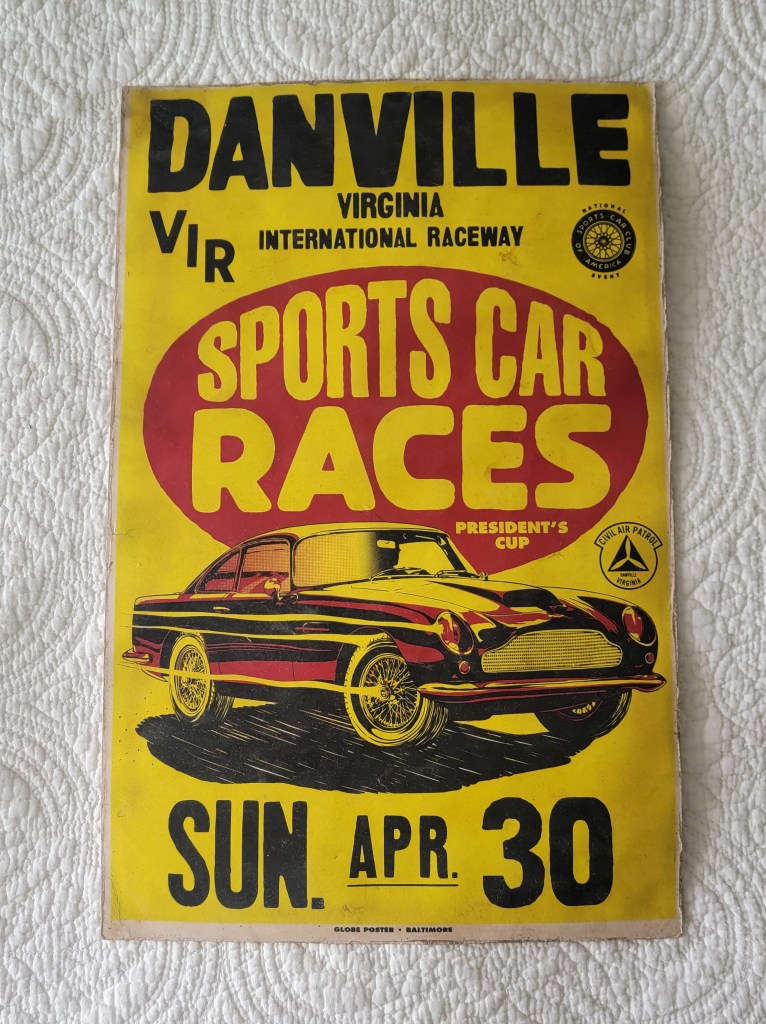 DANVILLE
VIRGINIA
VIR
INTERNATIONAL RACEWAY
NATIONAL
SPORTS CAR CLUB
OF AMERICA
EVENT
SPORTS CAR
RACES
PRESIDENT'S
CUP
CIVIL AIR PATROL
DANVILLE
VIRGINIA
SUN. APR. 30
GLOBE POSTER • BALTIMORE